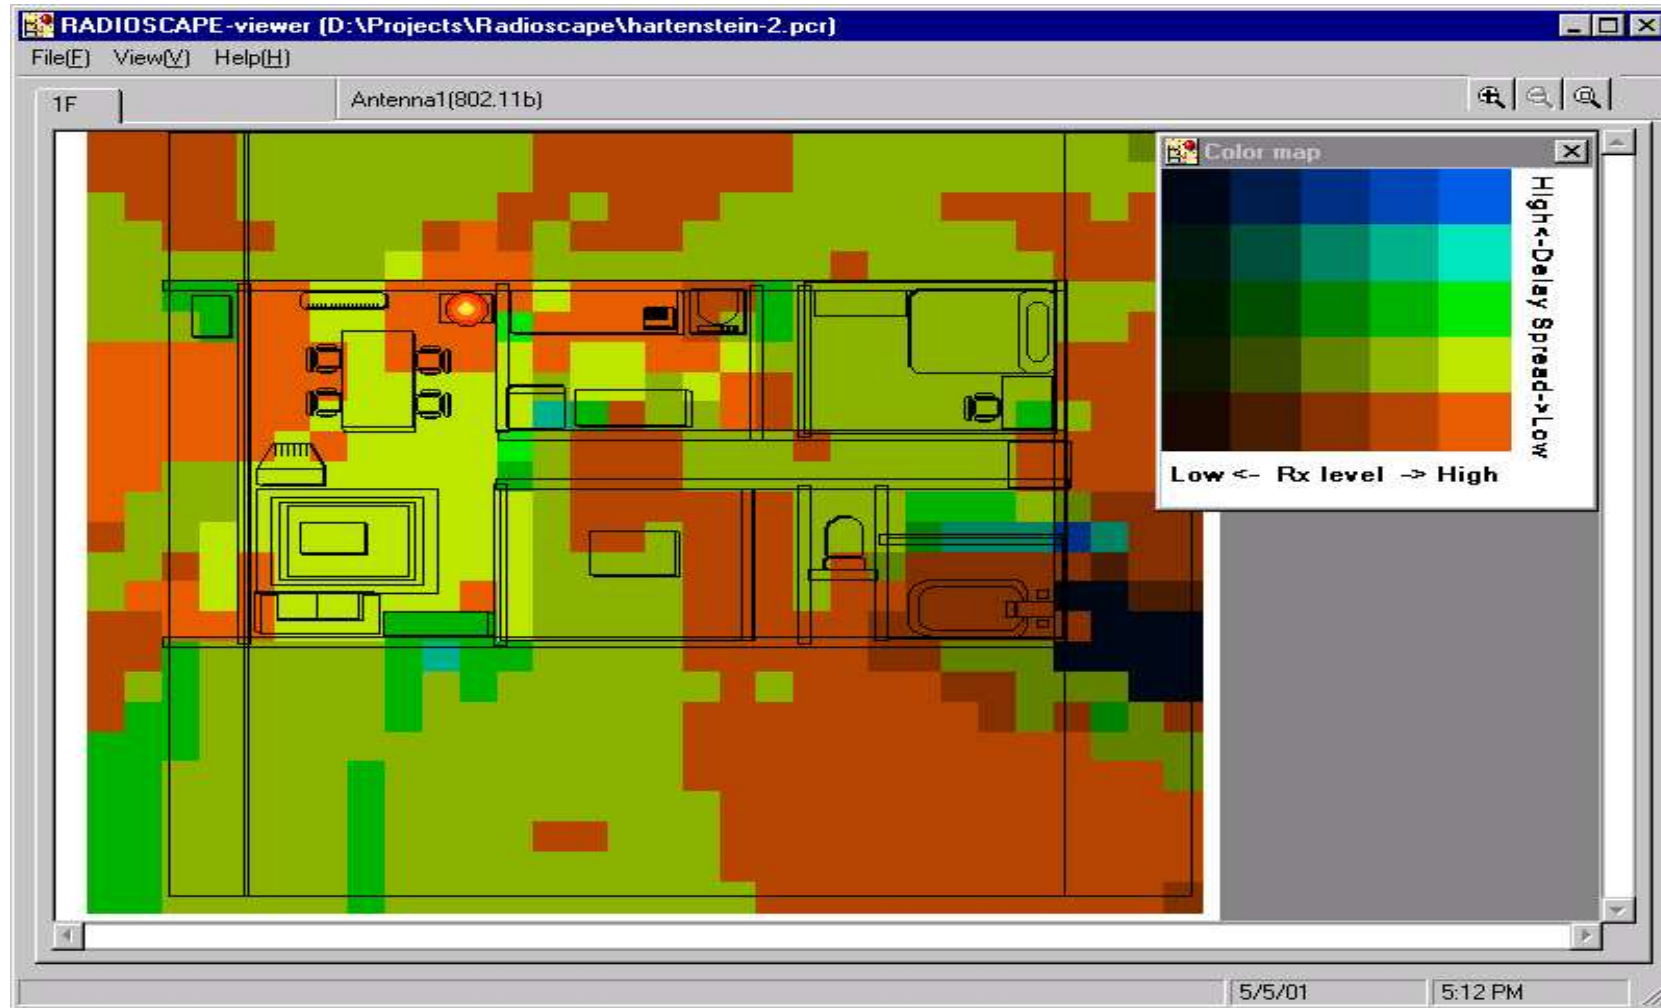 RADIOSCAPE-viewer (D:\Projects\Radioscape\hartenstein-2.pcr)
File(F) View(V) Help(H)
1F
Antenna1(802.11b)
Color map
High<-Delay Spread->Low
Low <- Rx level -> High
5/5/01
5:12 PM